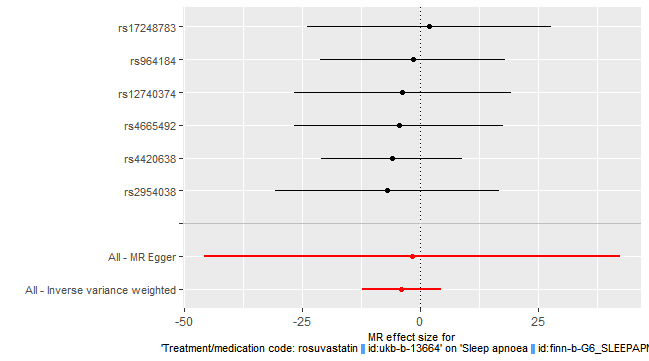 rs17248783
rs964184
rs12740374
rs4665492
rs4420638
rs2954038
All - MR Egger
All - Inverse variance weighted
-50 -25 0 25
MR effect size for
'Treatment/medication code: rosuvastatin || id:ukb-b-13664' on 'Sleep apnoea || id:finn-b-G6_SLEEPAPN